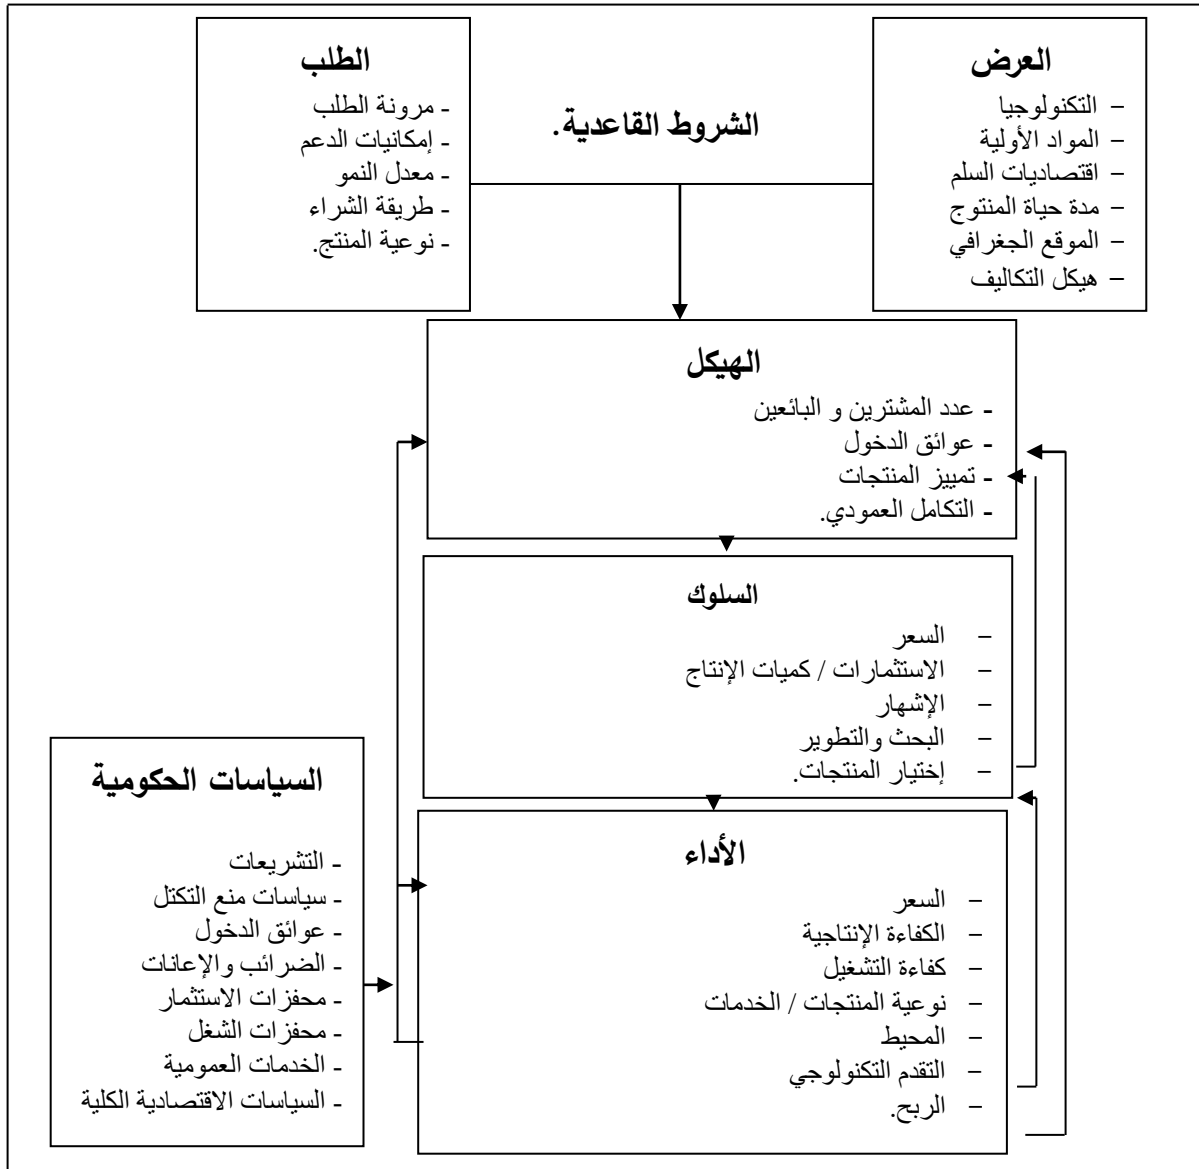 العرض
– التكنولوجيا
– المواد الأولية
– اقتصاديات السلم
– مدة حياة المنتوج
– الموقع الجغرافي
– هيكل التكاليف
الشروط القاعدية.
الطلب
- مرونة الطلب
- إمكانيات الدعم
- معدل النمو
- طريقة الشراء
- نوعية المنتج.
الهيكل
- عدد المشترين و البائعين
- عوائق الدخول
- تمييز المنتجات
- التكامل العمودي.
السلوك
– السعر
– الاستثمارات / كميات الإنتاج
– الإشهار
– البحث والتطوير
– إختيار المنتجات.
الأداء
– السعر
– الكفاءة الإنتاجية
– كفاءة التشغيل
– نوعية المنتجات / الخدمات
– المحيط
– التقدم التكنولوجي
– الربح.
السياسات الحكومية
- التشريعات
- سياسات منع التكتل
- عوائق الدخول
- الضرائب والإعانات
- محفزات الاستثمار
- محفزات الشغل
- الخدمات العمومية
- السياسات الاقتصادية الكلية